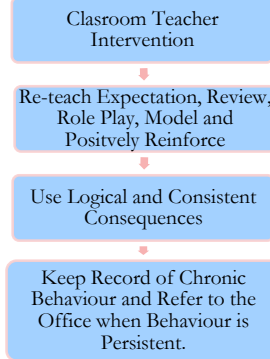 Clasroom Teacher
Intervention
Re-teach Expectation, Review,
Role Play, Model and
Positvely Reinforce
Use Logical and Consistent
Consequences
Keep Record of Chronic
Behaviour and Refer to the
Office when Behaviour is
Persistent.